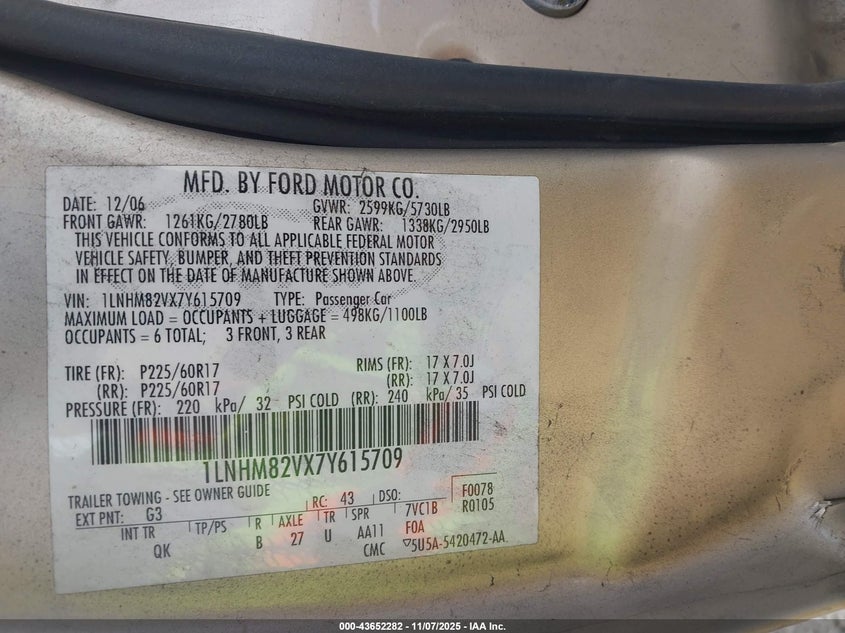 MFD. BY FORD MOTOR CO.
DATE: 12/06 GVWR: 2599KG/5730LB
FRONT GAWR: 1261KG/2780LB REAR GAWR: 1338KG/2950LB
THIS VEHICLE CONFORMS TO ALL APPLICABLE FEDERAL MOTOR
VEHICLE SAFETY, BUMPER, AND THEFT PREVENTION STANDARDS
IN EFFECT ON THE DATE OF MANUFACTURE SHOWN ABOVE.
VIN: 1LNHM82VX7Y615709 TYPE: Passenger Car
MAXIMUM LOAD = OCCUPANTS + LUGGAGE = 498KG/1100LB
OCCUPANTS = 6 TOTAL; 3 FRONT, 3 REAR
TIRE (FR): P225/60R17 RIMS (FR): 17 X 7.0J
(RR): P225/60R17 (RR): 17 X 7.0J
PRESSURE (FR): 220 kPa/ 32 PSI COLD (RR): 240 kPa/ 35 PSI COLD
1LNHM82VX7Y615709
TRAILER TOWING - SEE OWNER GUIDE
EXT PNT: G3 RC: 43 DSO: F0078
INT TR TP/PS R AXLE TR SPR 7VC1B R0105
QK B 27 U AA11 F0A
CMC ▽5U5A-5420472-AA
000-43652282 - 11/07/2025 - IAA Inc.